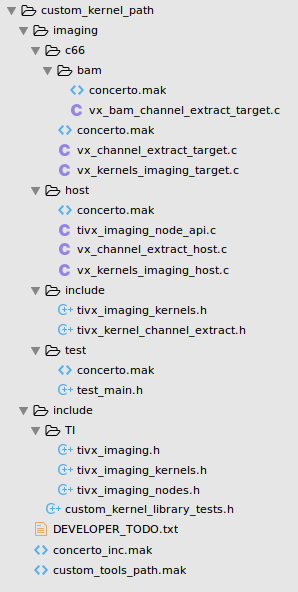 custom_kernel_path
imaging
c66
bam
concerto.mak
vx_bam_channel_extract_target.c
concerto.mak
vx_channel_extract_target.c
vx_kernels_imaging_target.c
host
concerto.mak
tivx_imaging_node_api.c
vx_channel_extract_host.c
vx_kernels_imaging_host.c
include
tivx_imaging_kernels.h
tivx_kernel_channel_extract.h
test
concerto.mak
test_main.h
include
TI
tivx_imaging.h
tivx_imaging_kernels.h
tivx_imaging_nodes.h
custom_kernel_library_tests.h
DEVELOPER_TODO.txt
concerto_inc.mak
custom_tools_path.mak